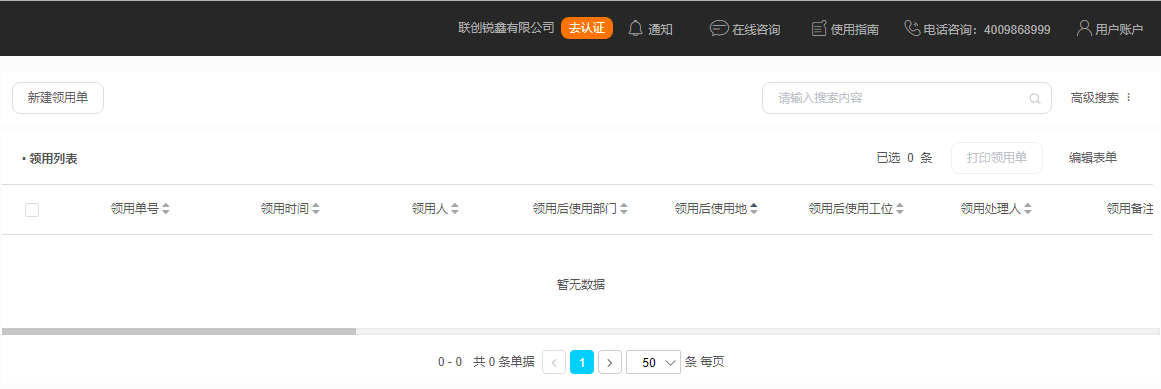 联创锐鑫有限公司 去认证 通知 在线咨询 使用指南 电话咨询：4009868999 用户账户
新建领用单 请输入搜索内容 高级搜索
· 领用列表 已选 0 条 打印领用单 编辑表单
领用单号 领用时间 领用人 领用后使用部门 领用后使用地 领用后使用工位 领用处理人 领用备注
暂无数据
0 - 0 共 0 条单据 1 50 条 每页